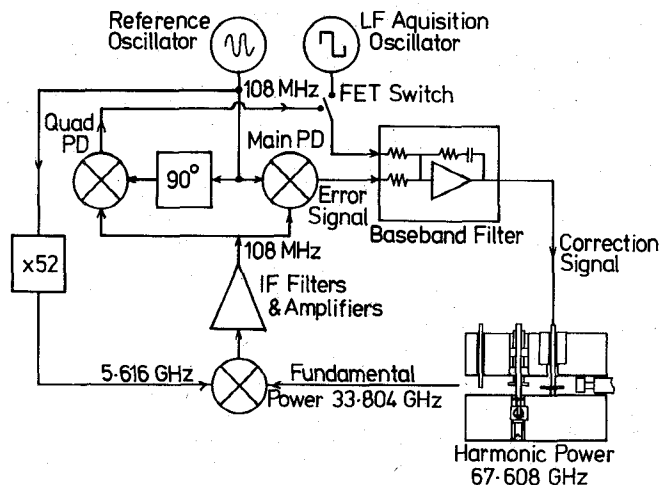 Reference
Oscillator
LF Aquisition
Oscillator
108 MHz
FET Switch
Quad
PD
Main PD
90°
Error
Signal
Baseband Filter
108 MHz
x52
IF Filters
& Amplifiers
Correction
Signal
5·616 GHz
Fundamental
Power 33·804 GHz
Harmonic Power
67·608 GHz